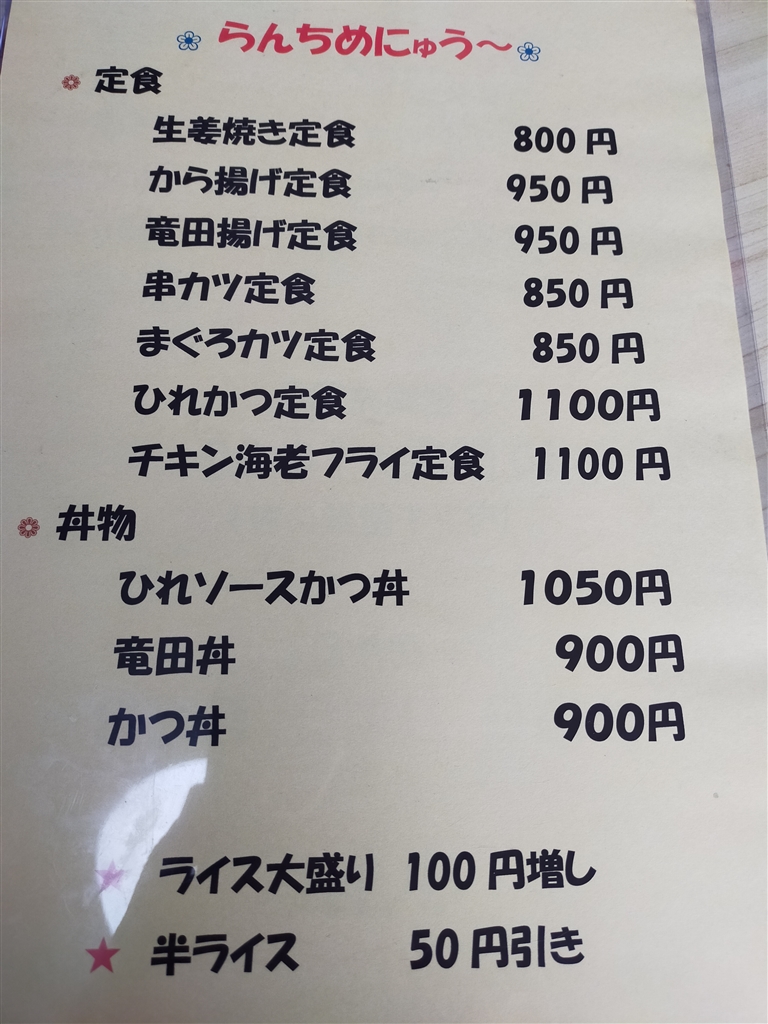 らんちめにゅう～
定食
生姜焼き定食 800円
から揚げ定食 950円
竜田揚げ定食 950円
串カツ定食 850円
まぐろカツ定食 850円
ひれかつ定食 1100円
チキン海老フライ定食 1100円
丼物
ひれソースかつ丼 1050円
竜田丼 900円
かつ丼 900円
★ ライス大盛り 100円増し
★ 半ライス 50円引き